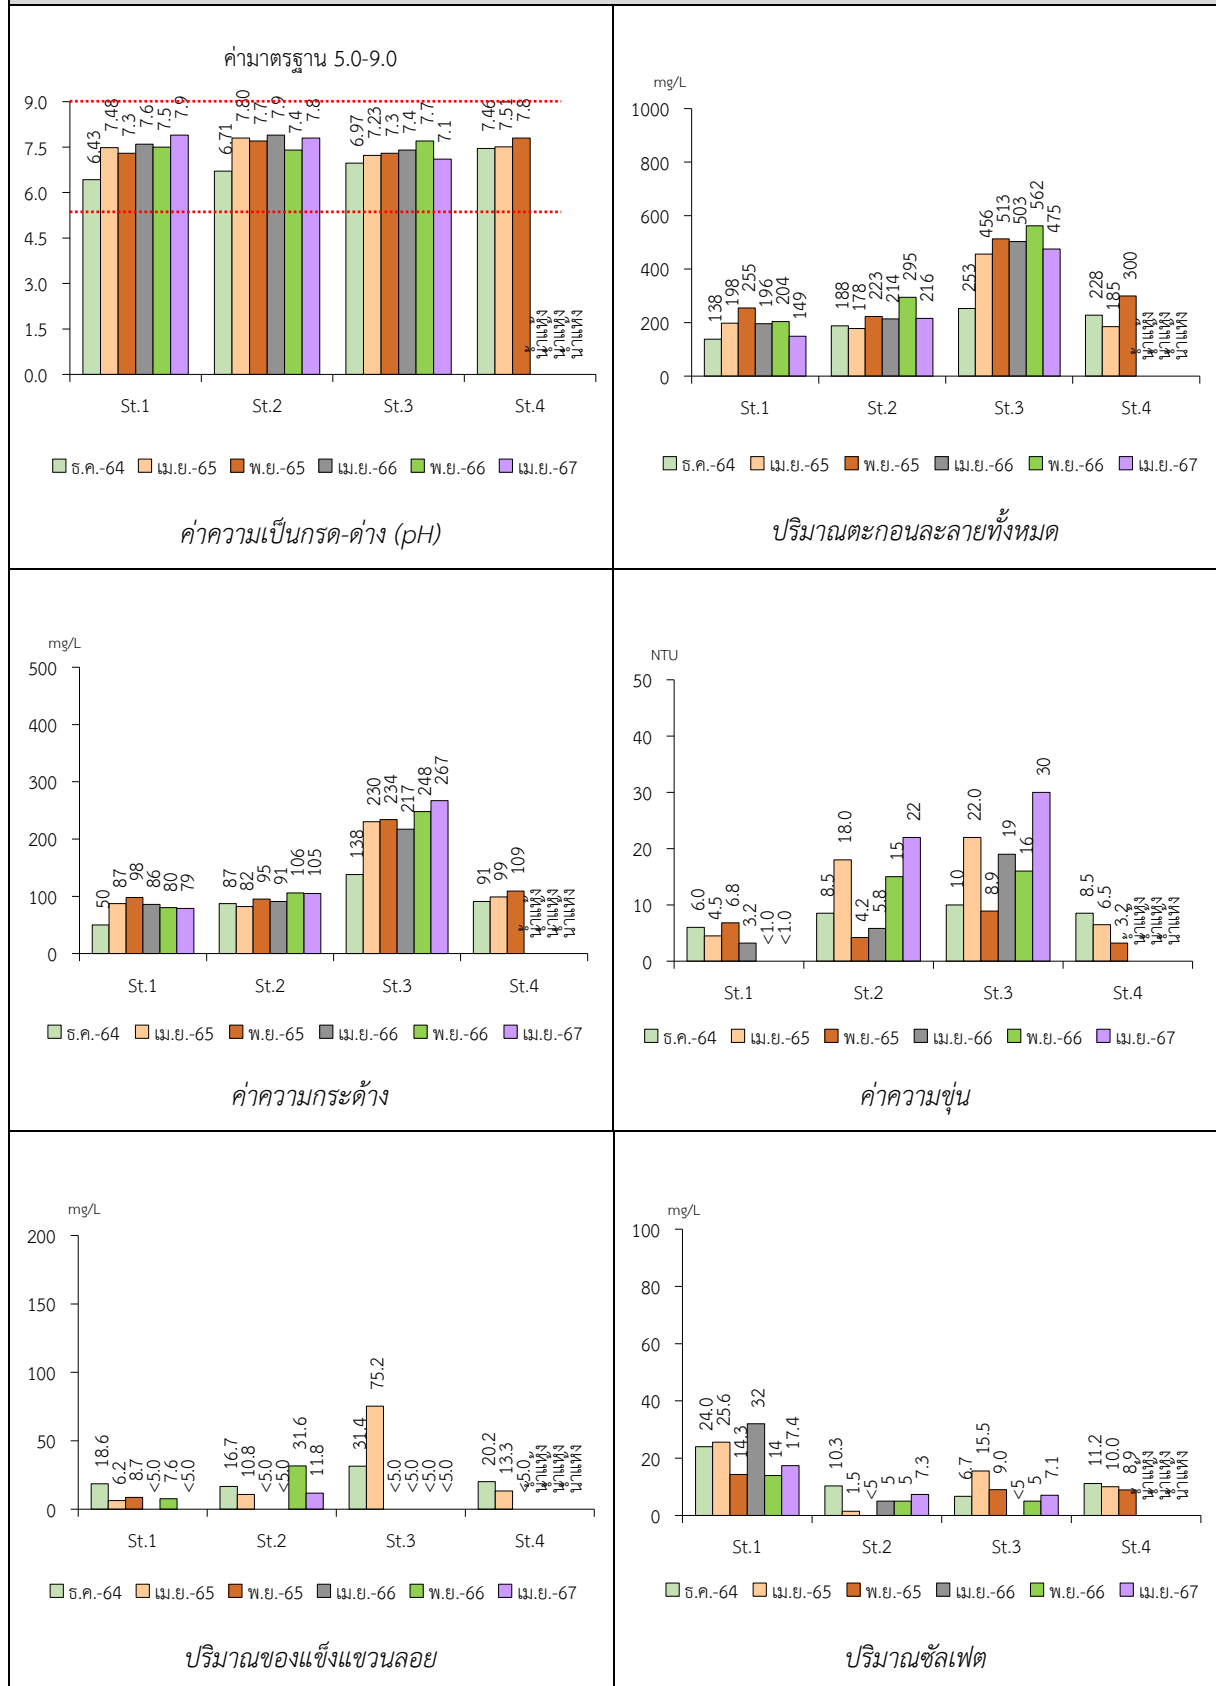 ค่ามาตรฐาน 5.0-9.0
9.0
7.5
6.0
4.5
3.0
1.5
0.0
6.43 7.48 7.3 7.6 7.5 7.9
6.71 7.80 7.7 7.9 7.4 7.8
6.97 7.23 7.3 7.4 7.7 7.1
7.46 7.51 7.8 น้ำแห้ง น้ำแห้ง น้ำแห้ง
St.1 St.2 St.3 St.4
ธ.ค.-64 เม.ย.-65 พ.ย.-65 เม.ย.-66 พ.ย.-66 เม.ย.-67
ค่าความเป็นกรด-ด่าง (pH)
mg/L
1000
800
600
400
200
0
138 198 255 196 204 149
188 178 223 214 295 216
253 456 513 503 562 475
228 185 300 น้ำแห้ง น้ำแห้ง น้ำแห้ง
St.1 St.2 St.3 St.4
ธ.ค.-64 เม.ย.-65 พ.ย.-65 เม.ย.-66 พ.ย.-66 เม.ย.-67
ปริมาณตะกอนละลายทั้งหมด
mg/L
500
400
300
200
100
0
50 87 98 86 80 79
87 82 95 91 106 105
138 230 234 217 248 267
91 99 109 น้ำแห้ง น้ำแห้ง น้ำแห้ง
St.1 St.2 St.3 St.4
ธ.ค.-64 เม.ย.-65 พ.ย.-65 เม.ย.-66 พ.ย.-66 เม.ย.-67
ค่าความกระด้าง
NTU
50
40
30
20
10
0
6.0 4.5 6.8 3.2 <1.0 <1.0
8.5 18.0 4.2 5.8 15 22
10 22.0 8.9 19 16 30
8.5 6.5 3.2 น้ำแห้ง น้ำแห้ง น้ำแห้ง
St.1 St.2 St.3 St.4
ธ.ค.-64 เม.ย.-65 พ.ย.-65 เม.ย.-66 พ.ย.-66 เม.ย.-67
ค่าความขุ่น
mg/L
200
150
100
50
0
18.6 6.2 8.7 <5.0 7.6 <5.0
16.7 10.8 <5.0 <5.0 31.6 11.8
31.4 75.2 <5.0 <5.0 <5.0
20.2 13.3 <5.0 น้ำแห้ง น้ำแห้ง น้ำแห้ง
St.1 St.2 St.3 St.4
ธ.ค.-64 เม.ย.-65 พ.ย.-65 เม.ย.-66 พ.ย.-66 เม.ย.-67
ปริมาณของแข็งแขวนลอย
mg/L
100
80
60
40
20
0
24.0 25.6 14.3 32 14 17.4
10.3 1.5 <5 5 5 7.3
6.7 15.5 9.0 <5 5 7.1
11.2 10.0 8.9 น้ำแห้ง น้ำแห้ง น้ำแห้ง
St.1 St.2 St.3 St.4
ธ.ค.-64 เม.ย.-65 พ.ย.-65 เม.ย.-66 พ.ย.-66 เม.ย.-67
ปริมาณซัลเฟต